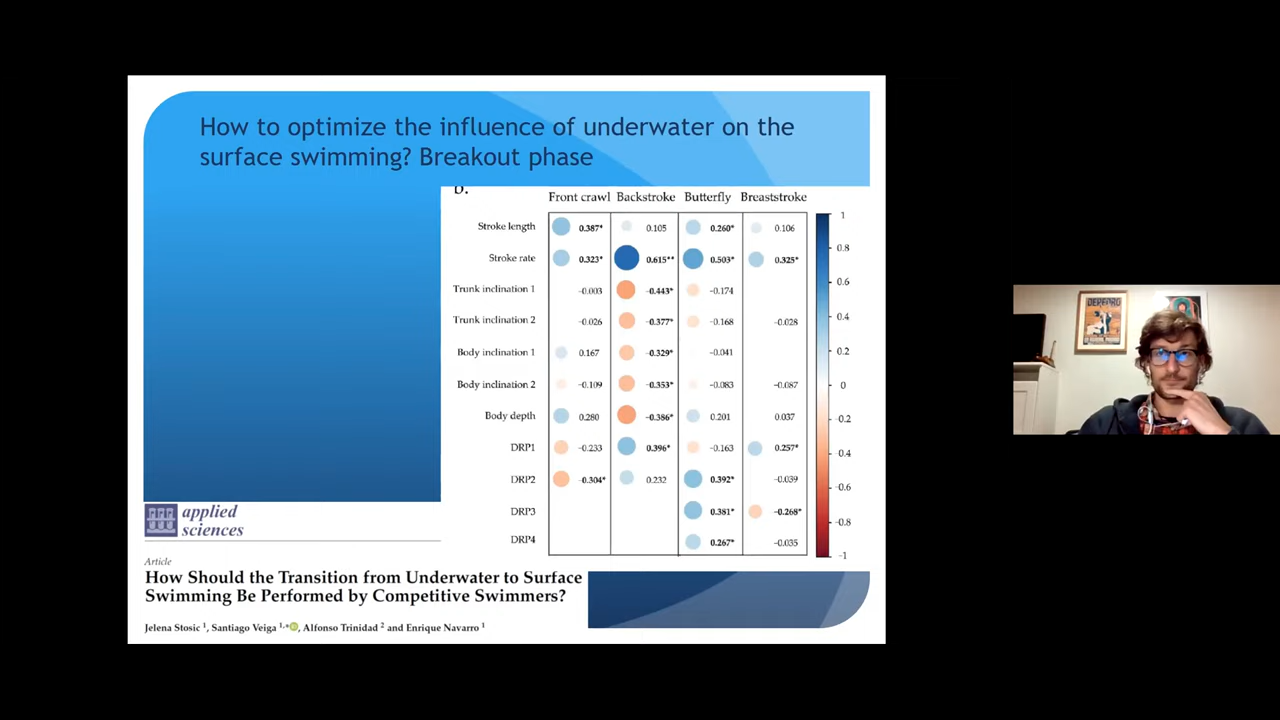 How to optimize the influence of underwater on the
surface swimming? Breakout phase
b.
Front crawl Backstroke Butterfly Breaststroke
Stroke length 0.387* 0.105 0.260* 0.106
Stroke rate 0.323* 0.615** 0.503* 0.325*
Trunk inclination 1 -0.003 -0.443* -0.174
Trunk inclination 2 -0.026 -0.377* -0.168 -0.028
Body inclination 1 0.167 -0.329* -0.041
Body inclination 2 -0.109 -0.353* -0.083 -0.087
Body depth 0.280 -0.386* 0.201 0.037
DRP1 -0.233 0.396* -0.163 0.257*
DRP2 -0.304* 0.232 0.392* -0.039
DRP3 0.381* -0.268*
DRP4 0.267* -0.035
1
0.8
0.6
0.4
0.2
0
-0.2
-0.4
-0.6
-0.8
-1
applied
sciences
Article
How Should the Transition from Underwater to Surface
Swimming Be Performed by Competitive Swimmers?
Jelena Stosic 1, Santiago Veiga 1,*iD, Alfonso Trinidad 2 and Enrique Navarro 1